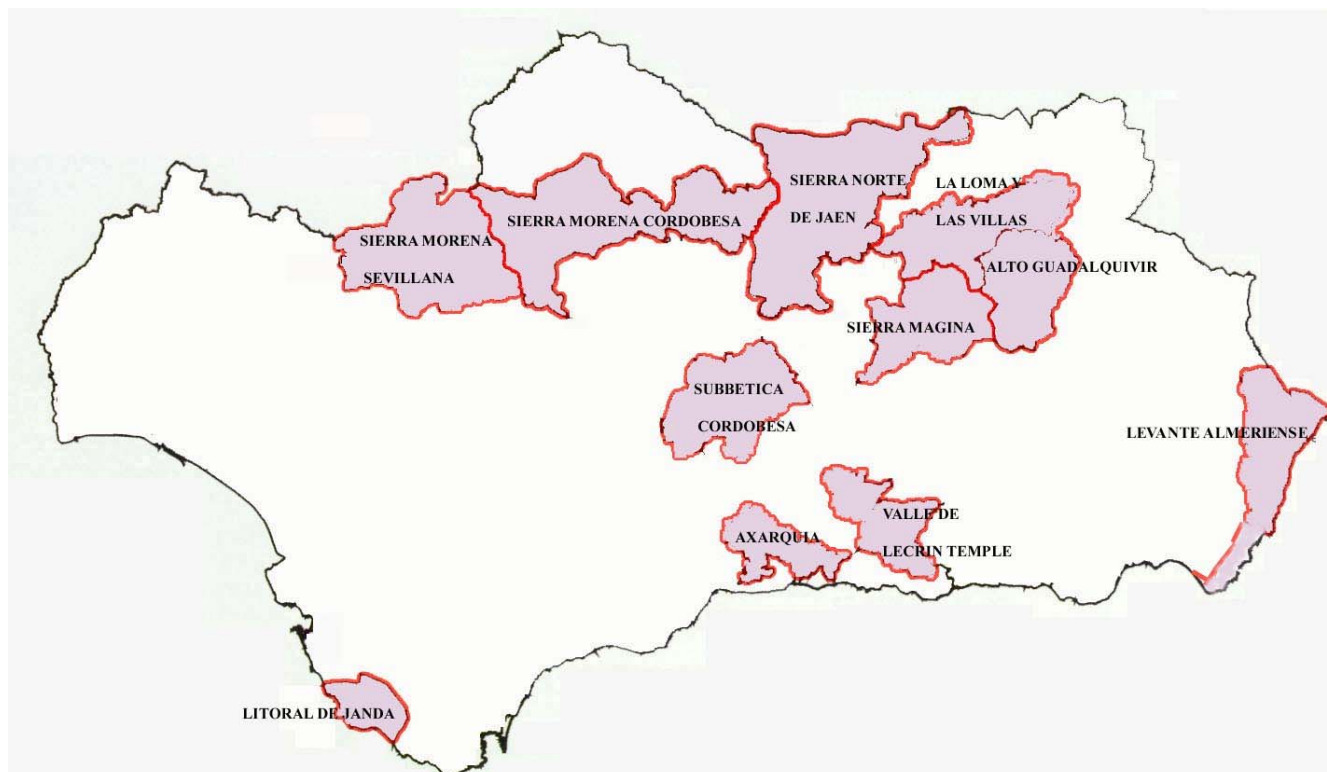 SIERRA NORTE
DE JAEN
LA LOMA Y
LAS VILLAS
SIERRA MORENA CORDOBESA
SIERRA MORENA
SEVILLANA
ALTO GUADALQUIVIR
SIERRA MAGINA
SUBBETICA
CORDOBESA
LEVANTE ALMERIENSE
VALLE DE
LECRIN TEMPLE
AXARQUIA
LITORAL DE JANDA